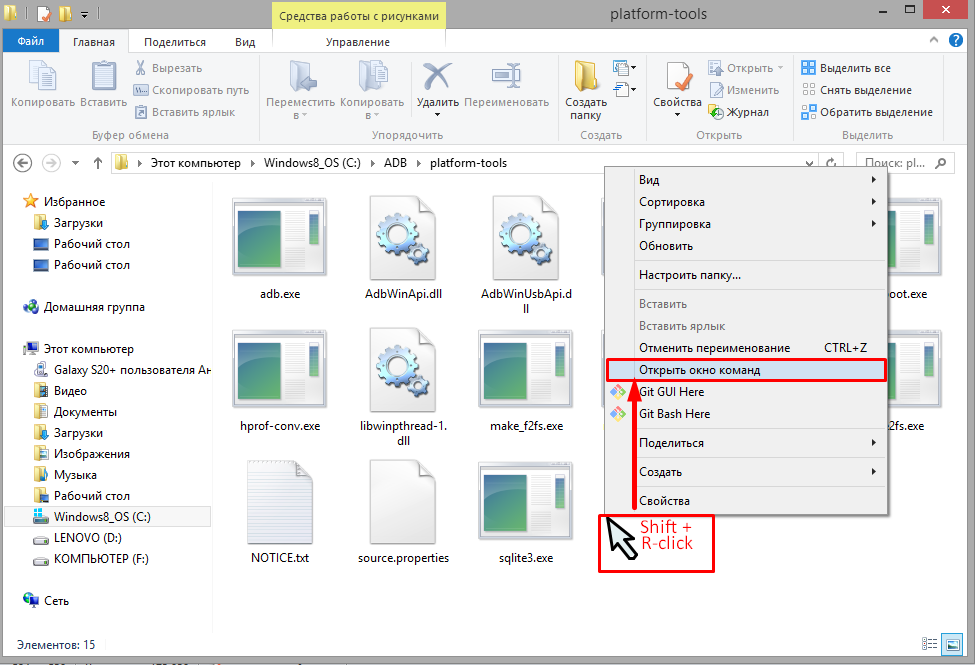 Средства работы с рисунками
platform-tools
Файл
Главная
Поделиться
Вид
Управление
Копировать
Вставить
Вырезать
Скопировать путь
Вставить ярлык
Буфер обмена
Переместить в
Копировать в
Удалить
Переименовать
Упорядочить
Создать папку
Создать
Свойства
Открыть
Изменить
Журнал
Открыть
Выделить все
Снять выделение
Обратить выделение
Выделить
Этот компьютер
Windows8_OS (C:)
ADB
platform-tools
Поиск: pl...
Избранное
Загрузки
Рабочий стол
Рабочий стол
Домашняя группа
Этот компьютер
Galaxy S20+ пользователя Ан
Видео
Документы
Загрузки
Изображения
Музыка
Рабочий стол
Windows8_OS (C:)
LENOVO (D:)
КОМПЬЮТЕР (F:)
Сеть
adb.exe
AdbWinApi.dll
AdbWinUsbApi.d
ll
oot.exe
hprof-conv.exe
libwinpthread-1.
dll
make_f2fs.exe
2fs.exe
NOTICE.txt
source.properties
sqlite3.exe
Вид
Сортировка
Группировка
Обновить
Настроить папку...
Вставить
Вставить ярлык
Отменить переименование CTRL+Z
Открыть окно команд
Git GUI Here
Git Bash Here
Поделиться
Создать
Свойства
Shift +
R-click
Элементов: 15